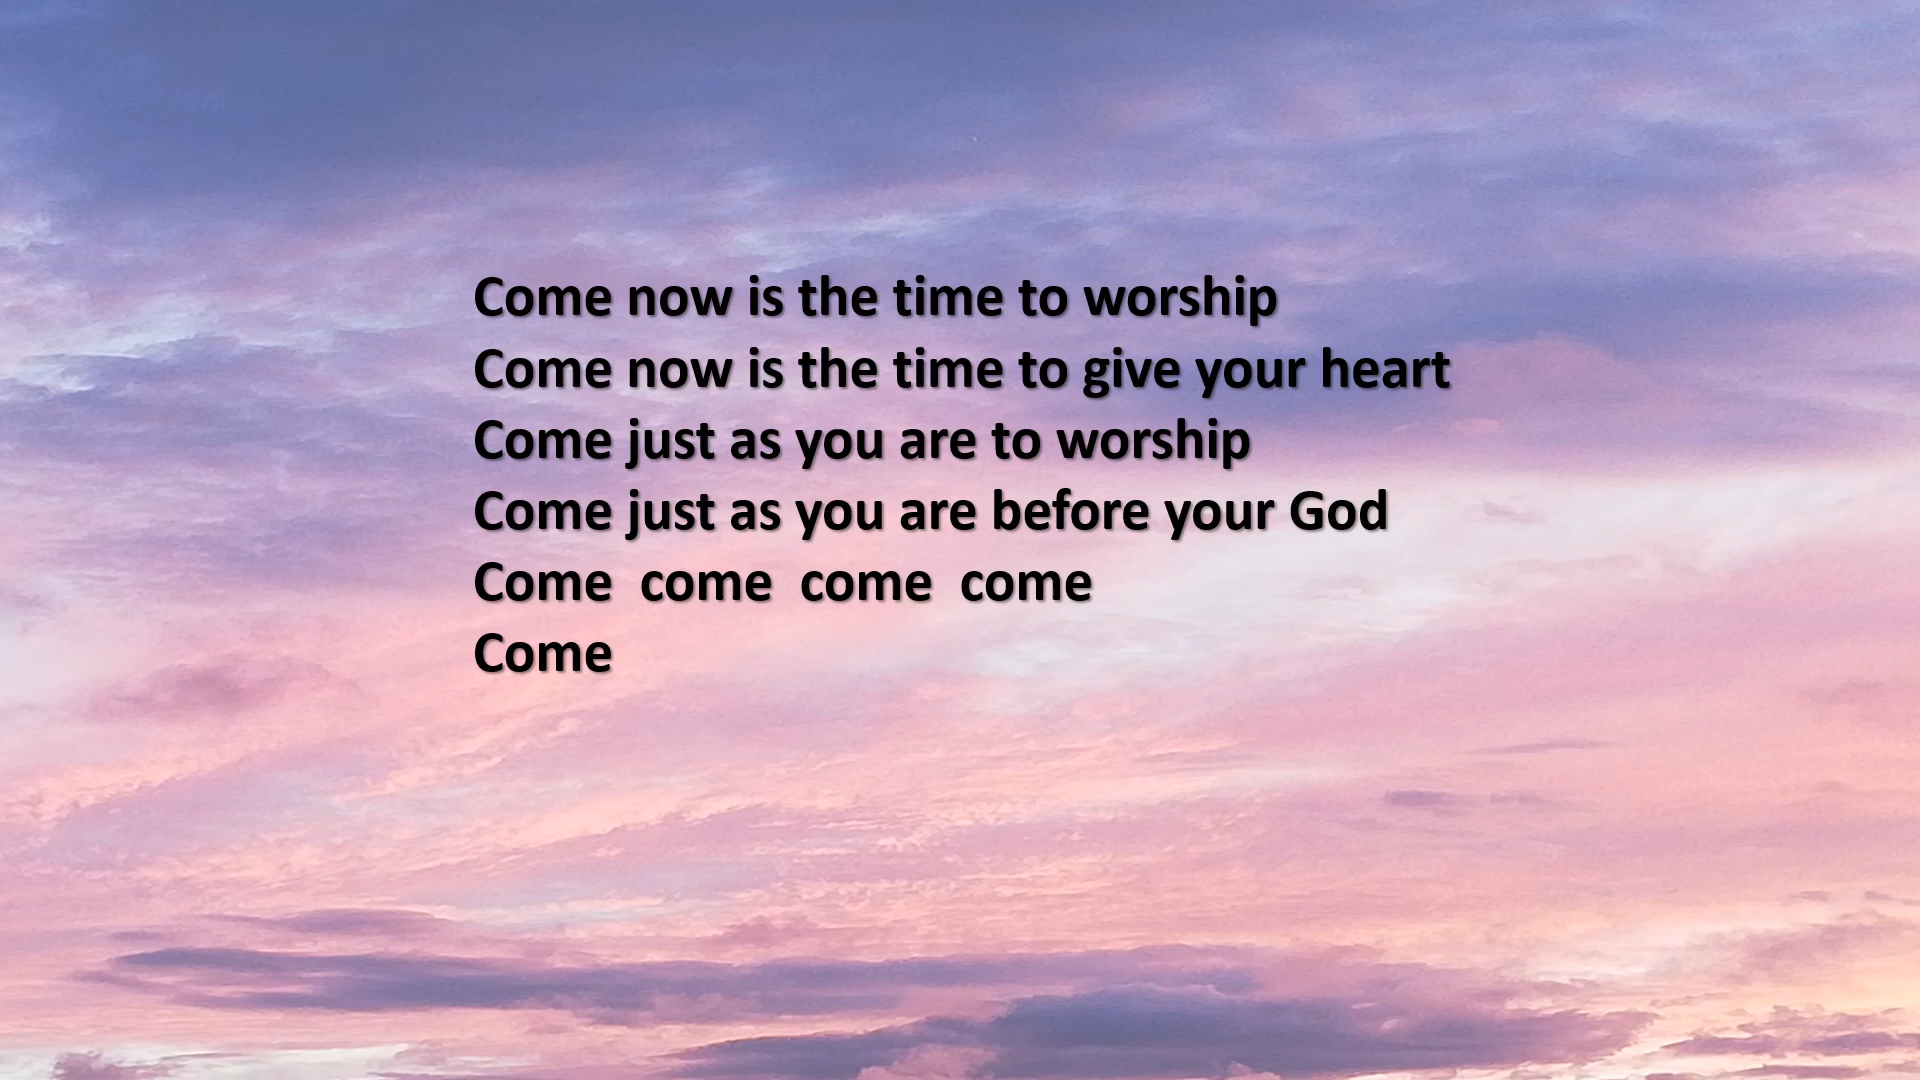 Come now is the time to worship
Come now is the time to give your heart
Come just as you are to worship
Come just as you are before your God
Come  come  come  come
Come